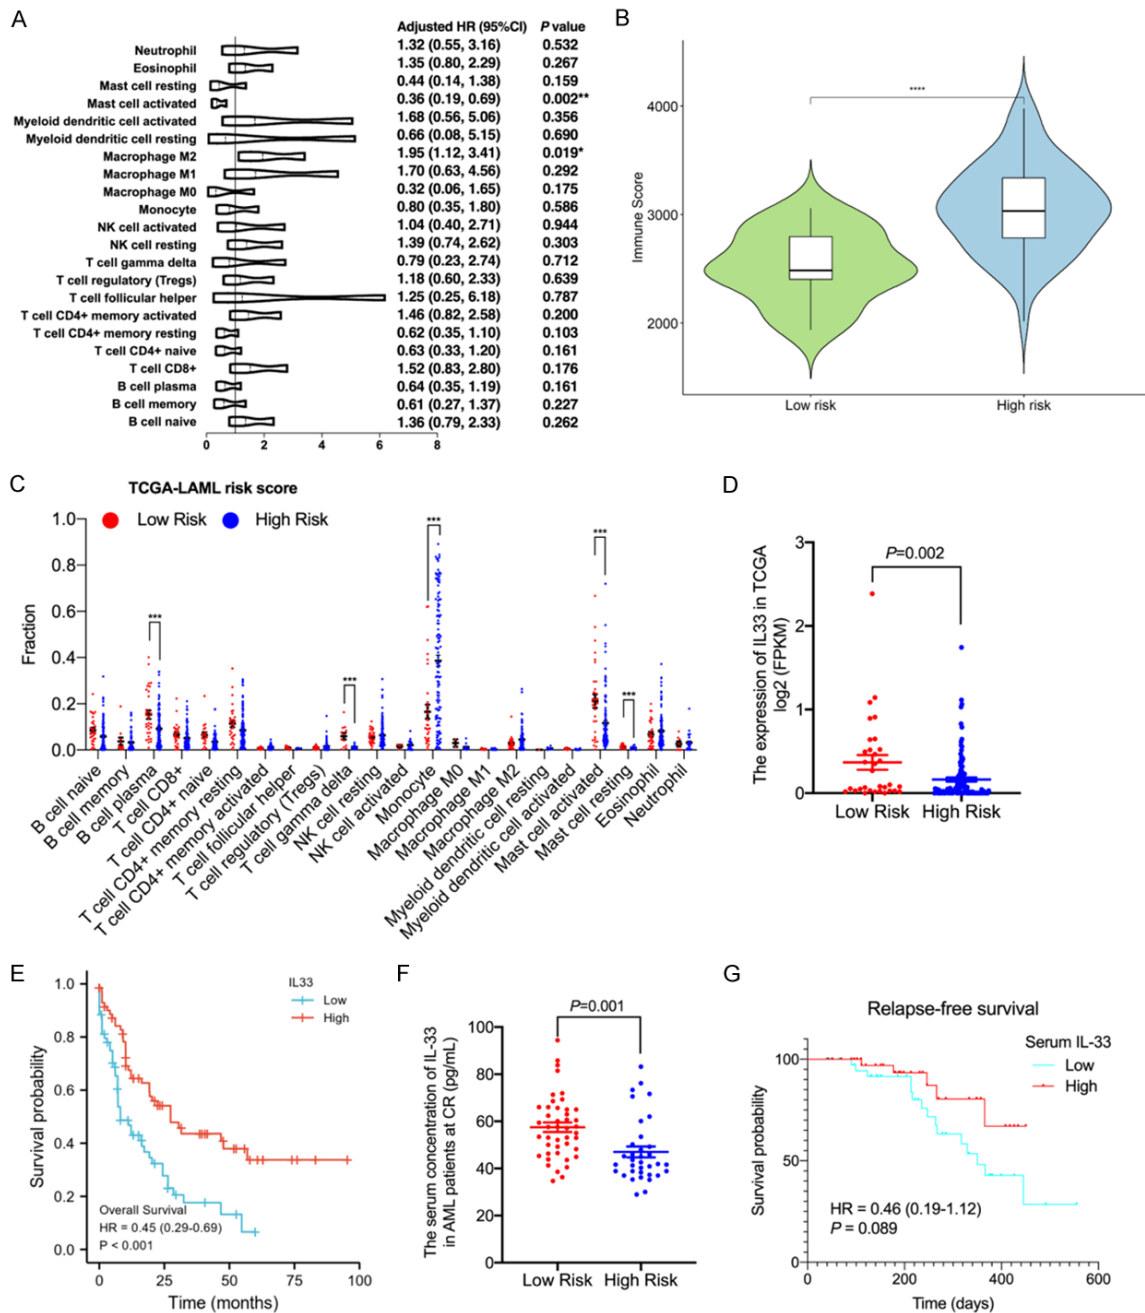 A
Adjusted HR (95%CI) P value
Neutrophil 1.32 (0.55, 3.16) 0.532
Eosinophil 1.35 (0.80, 2.29) 0.267
Mast cell resting 0.44 (0.14, 1.38) 0.159
Mast cell activated 0.36 (0.19, 0.69) 0.002**
Myeloid dendritic cell activated 1.68 (0.56, 5.06) 0.356
Myeloid dendritic cell resting 0.66 (0.08, 5.15) 0.690
Macrophage M2 1.95 (1.12, 3.41) 0.019*
Macrophage M1 1.70 (0.63, 4.56) 0.292
Macrophage M0 0.32 (0.06, 1.65) 0.175
Monocyte 0.80 (0.35, 1.80) 0.586
NK cell activated 1.04 (0.40, 2.71) 0.944
NK cell resting 1.39 (0.74, 2.62) 0.303
T cell gamma delta 0.79 (0.23, 2.74) 0.712
T cell regulatory (Tregs) 1.18 (0.60, 2.33) 0.639
T cell follicular helper 1.25 (0.25, 6.18) 0.787
T cell CD4+ memory activated 1.46 (0.82, 2.58) 0.200
T cell CD4+ memory resting 0.62 (0.35, 1.10) 0.103
T cell CD4+ naive 0.63 (0.33, 1.20) 0.161
T cell CD8+ 1.52 (0.83, 2.80) 0.176
B cell plasma 0.64 (0.35, 1.19) 0.161
B cell memory 0.61 (0.27, 1.37) 0.227
B cell naive 1.36 (0.79, 2.33) 0.262
0 2 4 6 8
B
Immune Score
4000
3000
2000
****
Low risk High risk
C
TCGA-LAML risk score
Low Risk High Risk
Fraction
1.0
0.8
0.6
0.4
0.2
0.0
***
***
***
***
***
B cell naive
B cell memory
B cell plasma
T cell CD8+
T cell CD4+ naive
T cell CD4+ memory resting
T cell CD4+ memory activated
T cell follicular helper
T cell regulatory (Tregs)
T cell gamma delta
NK cell resting
NK cell activated
Monocyte
Macrophage M0
Macrophage M1
Macrophage M2
Myeloid dendritic cell resting
Myeloid dendritic cell activated
Mast cell activated
Mast cell resting
Eosinophil
Neutrophil
D
The expression of IL33 in TCGA
log2 (FPKM)
3
2
1
0
P=0.002
Low Risk High Risk
E
Survival probability
1.0
0.8
0.6
0.4
0.2
0.0
IL33
Low
High
Overall Survival
HR = 0.45 (0.29-0.69)
P < 0.001
0 25 50 75 100
Time (months)
F
The serum concentration of IL-33
in AML patients at CR (pg/mL)
100
80
60
40
20
0
P=0.001
Low Risk High Risk
G
Relapse-free survival
Serum IL-33
Low
High
Survival probability
100
50
0
HR = 0.46 (0.19-1.12)
P = 0.089
0 200 400 600
Time (days)